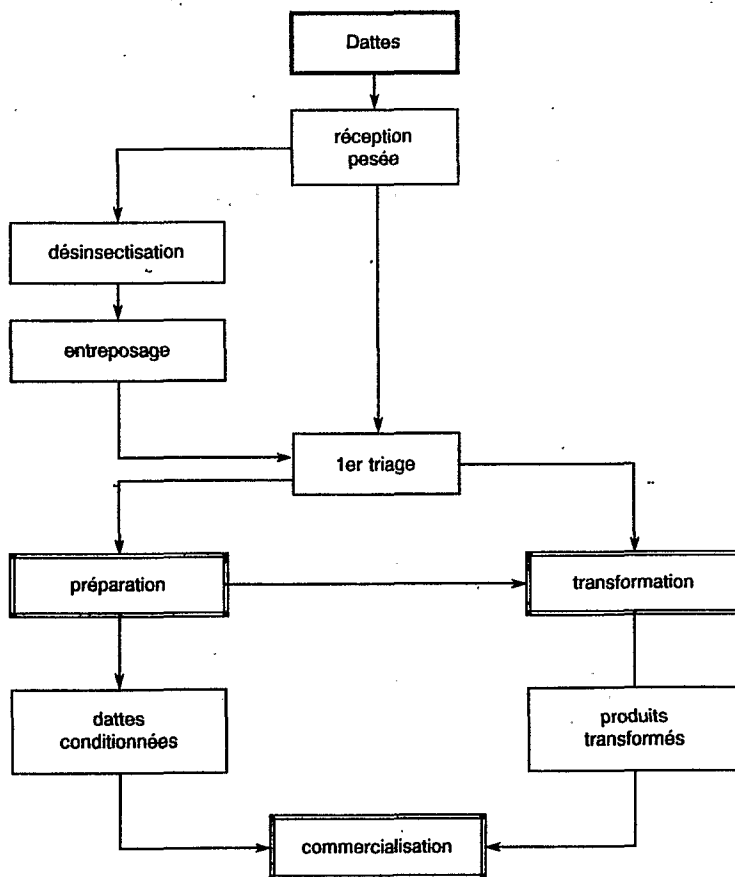 Dattes
réception
pesée
désinsectisation
entreposage
1er triage
préparation
transformation
dattes
conditionnées
produits
transformés
commercialisation